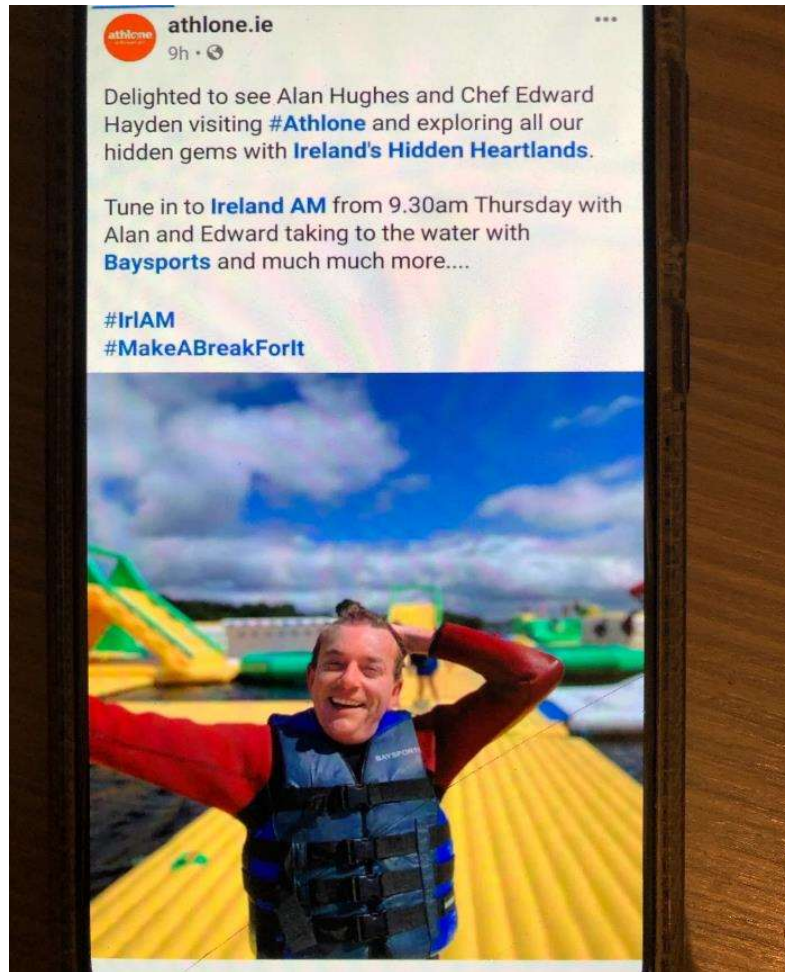 athlone
athlone.ie
9h
Delighted to see Alan Hughes and Chef Edward
Hayden visiting #Athlone and exploring all our
hidden gems with Ireland's Hidden Heartlands.
Tune in to Ireland AM from 9.30am Thursday with
Alan and Edward taking to the water with
Baysports and much much more....
#IrlAM
#MakeABreakForIt
BAYSPORTS